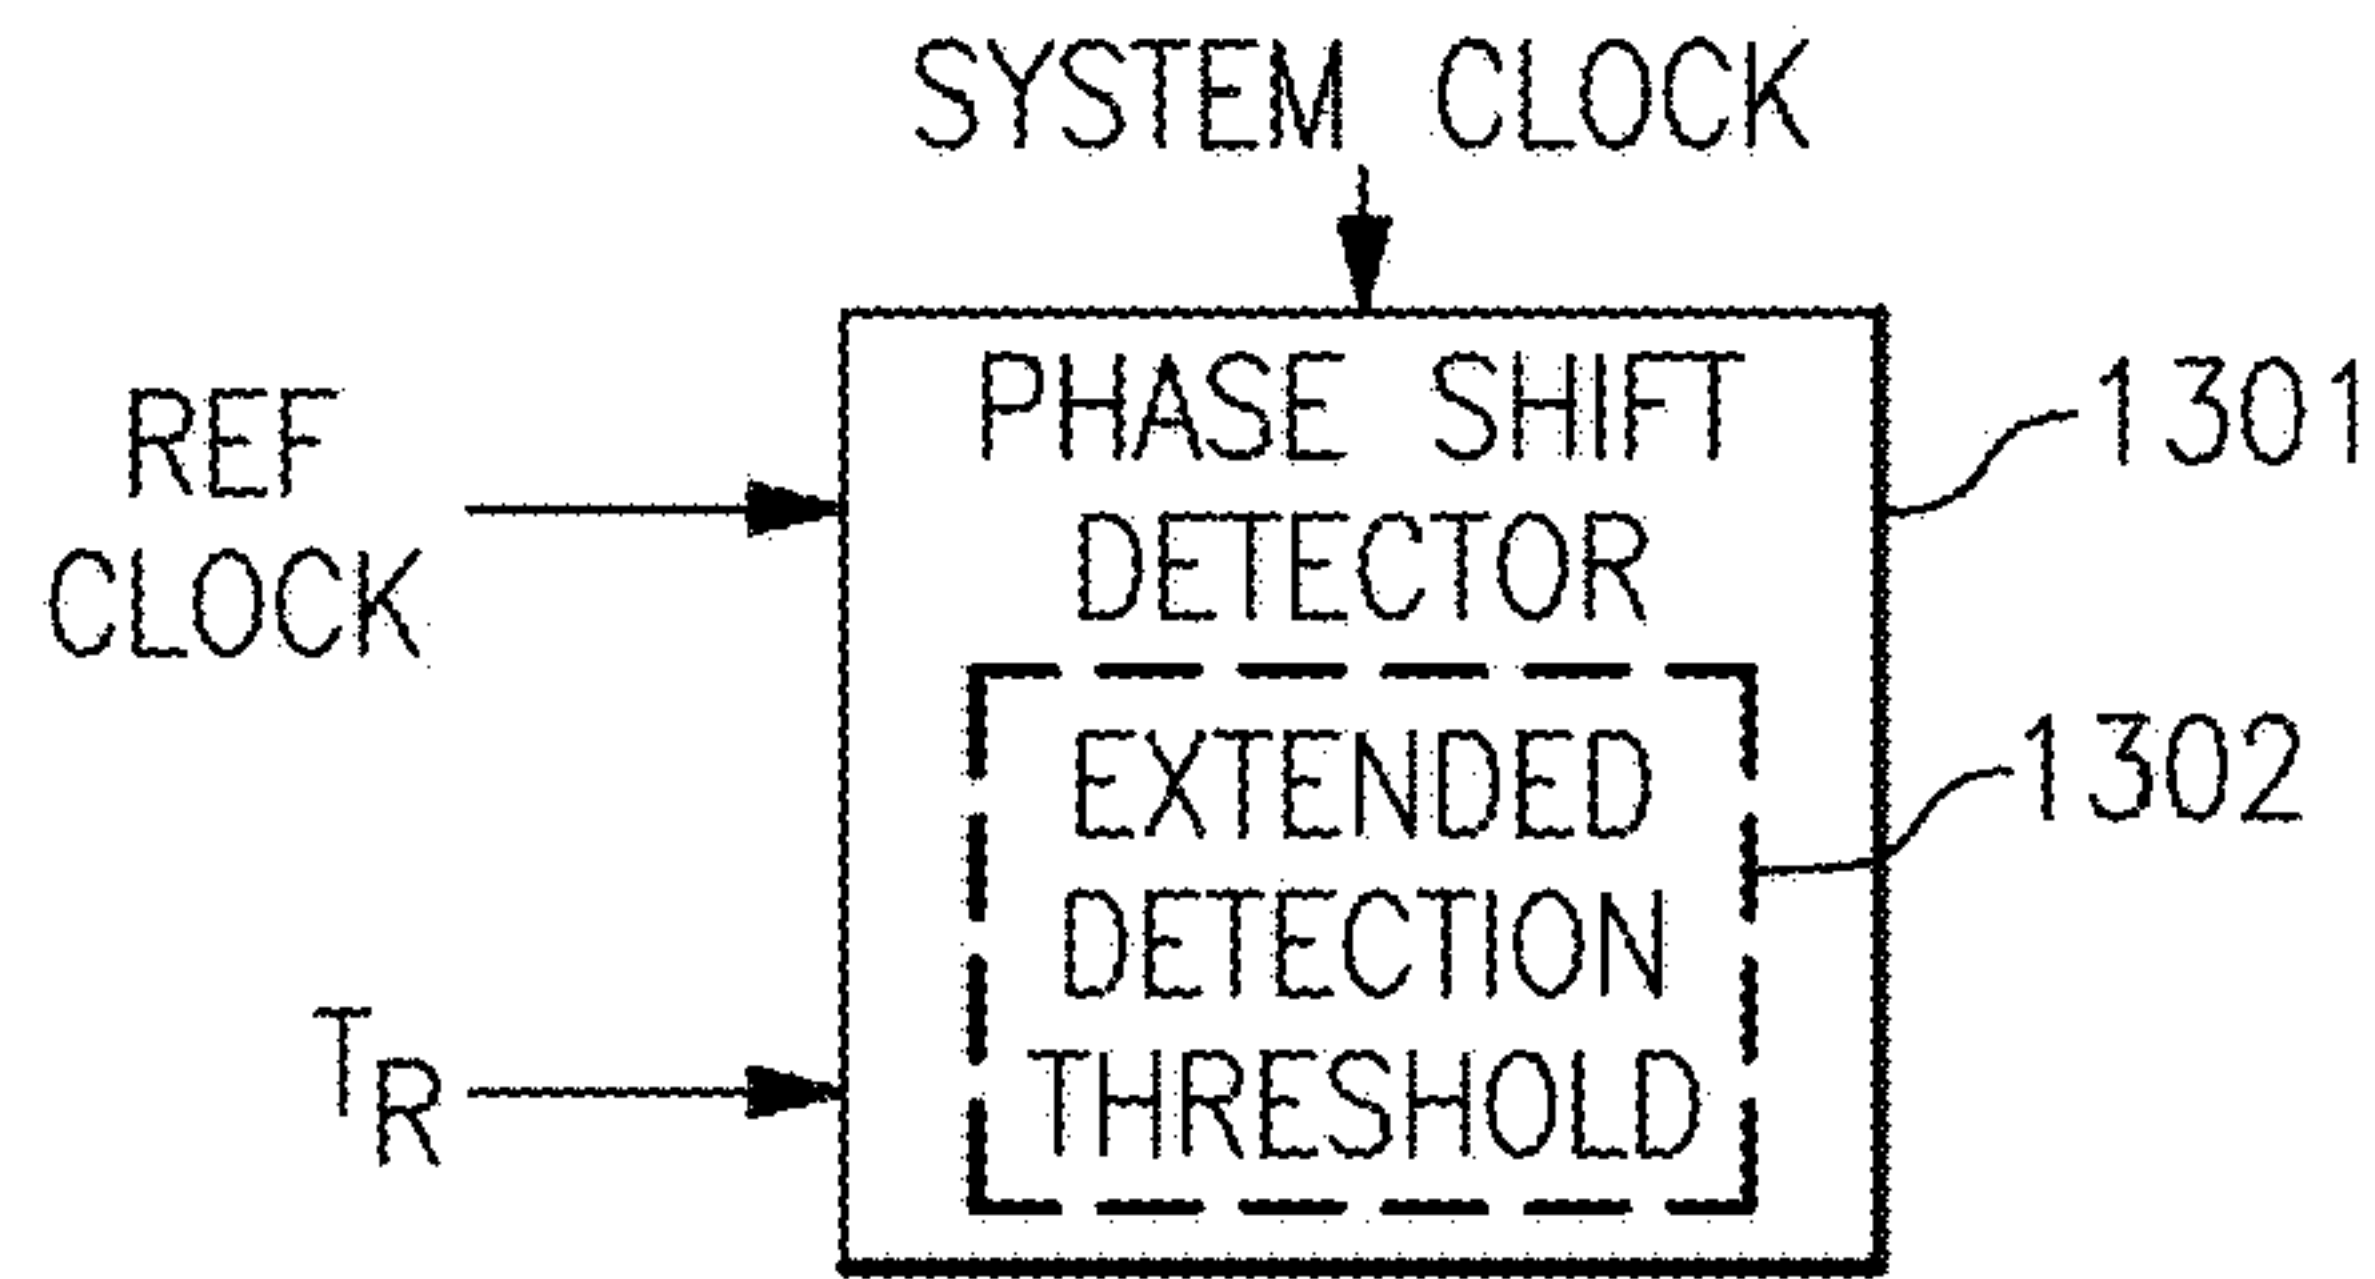 SYSTEM CLOCK
REF
CLOCK
PHASE SHIFT
DETECTOR
1301
EXTENDED
DETECTION
THRESHOLD
1302
TR